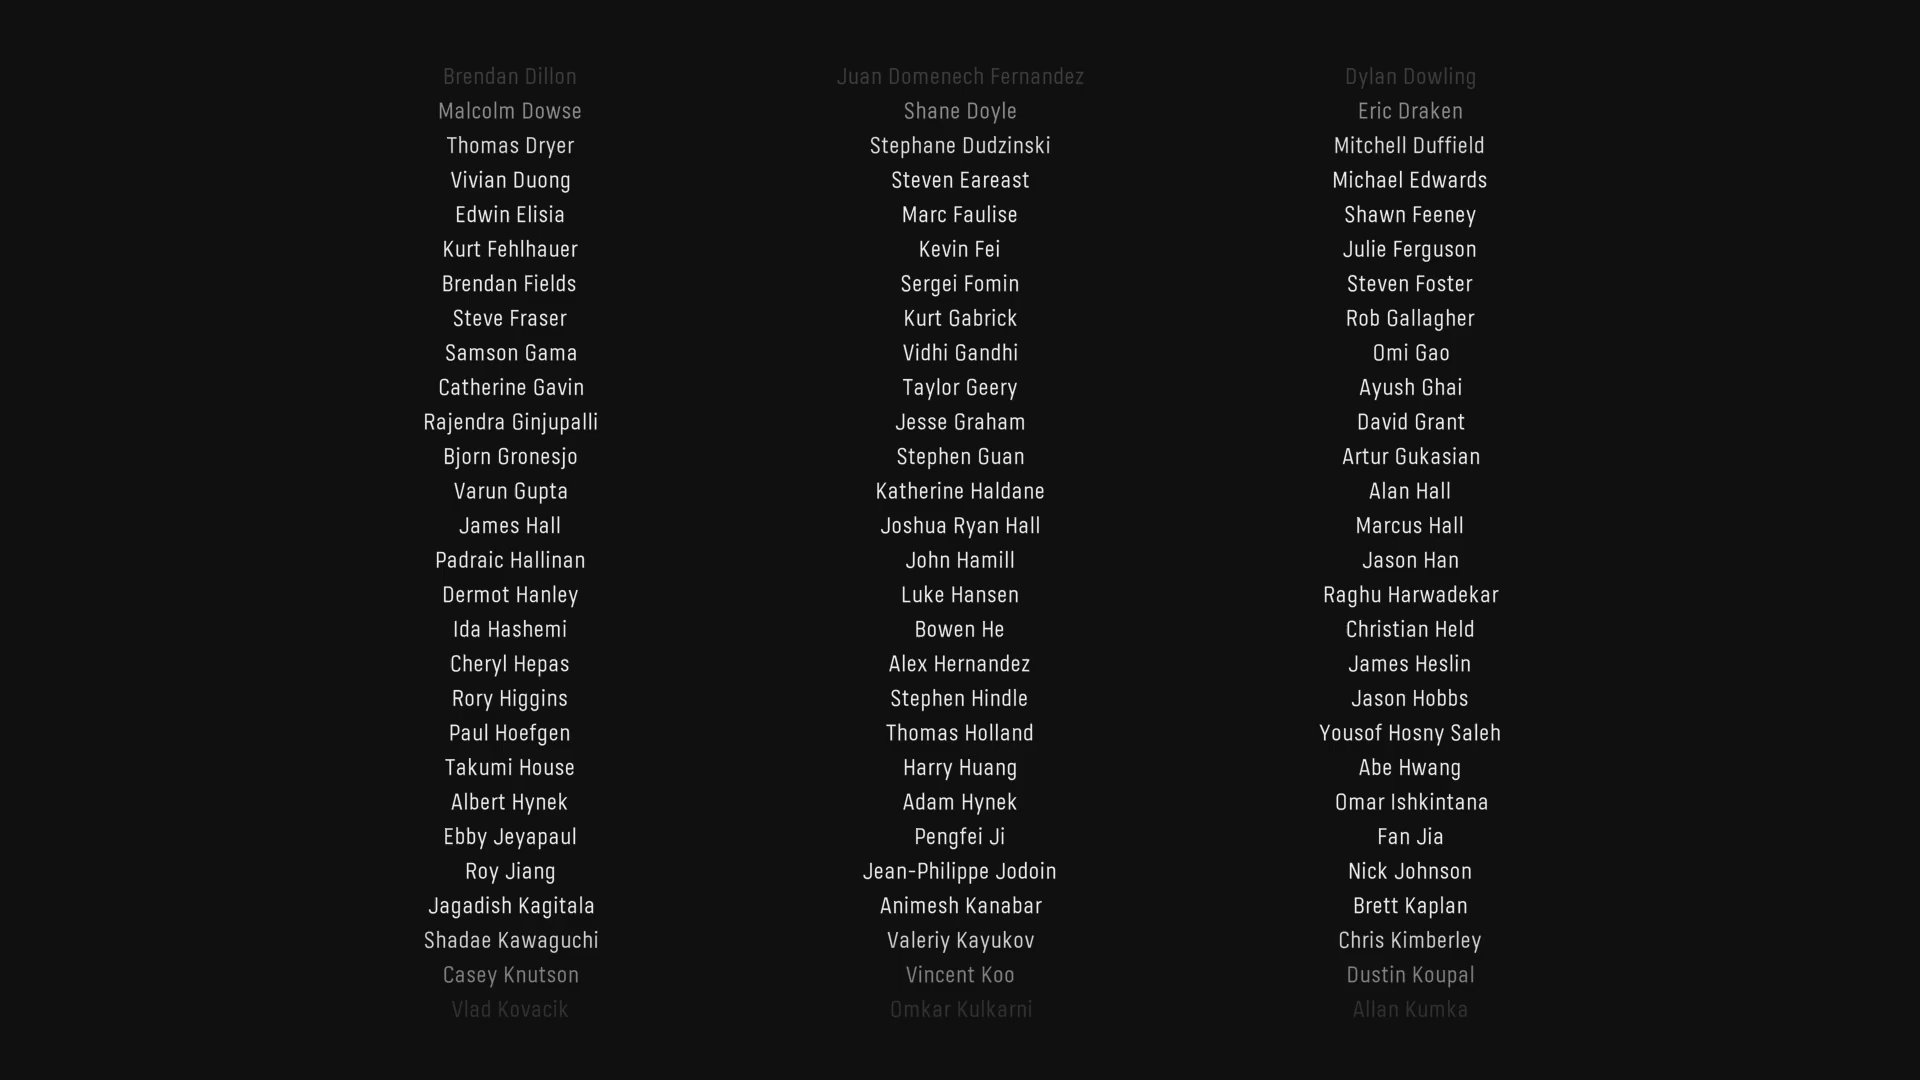 Brendan Dillon Juan Domenech Fernandez Dylan Dowling
Malcolm Dowse Shane Doyle Eric Draken
Thomas Dryer Stephane Dudzinski Mitchell Duffield
Vivian Duong Steven Eareast Michael Edwards
Edwin Elisia Marc Faulise Shawn Feeney
Kurt Fehlhauer Kevin Fei Julie Ferguson
Brendan Fields Sergei Fomin Steven Foster
Steve Fraser Kurt Gabrick Rob Gallagher
Samson Gama Vidhi Gandhi Omi Gao
Catherine Gavin Taylor Geery Ayush Ghai
Rajendra Ginjupalli Jesse Graham David Grant
Bjorn Gronesjo Stephen Guan Artur Gukasian
Varun Gupta Katherine Haldane Alan Hall
James Hall Joshua Ryan Hall Marcus Hall
Padraic Hallinan John Hamill Jason Han
Dermot Hanley Luke Hansen Raghu Harwadekar
Ida Hashemi Bowen He Christian Held
Cheryl Hepas Alex Hernandez James Heslin
Rory Higgins Stephen Hindle Jason Hobbs
Paul Hoefgen Thomas Holland Yousof Hosny Saleh
Takumi House Harry Huang Abe Hwang
Albert Hynek Adam Hynek Omar Ishkintana
Ebby Jeyapaul Pengfei Ji Fan Jia
Roy Jiang Jean-Philippe Jodoin Nick Johnson
Jagadish Kagitala Animesh Kanabar Brett Kaplan
Shadae Kawaguchi Valeriy Kayukov Chris Kimberley
Casey Knutson Vincent Koo Dustin Koupal
Vlad Kovacik Omkar Kulkarni Allan Kumka